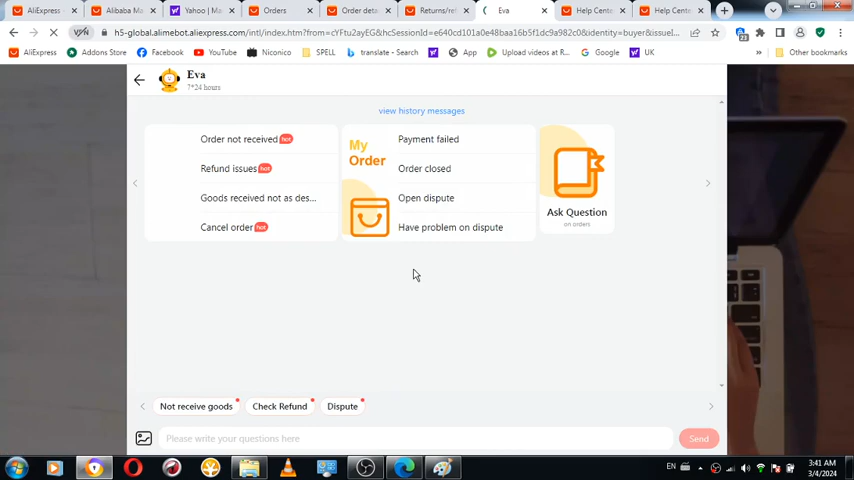 AliExpress
Alibaba Ma
Yahoo | Ma
Orders
Order deta
Returns/re
Eva
Help Cente
Help Cente
h5-global.alimebot.aliexpress.com/intl/index.htm?from=cYFtu2ayEG&hcSessionId=e640cd101a0e48baa16b5f1dc9a982c0&identity=buyer&issueI...
AliExpress
Addons Store
Facebook
YouTube
Niconico
SPELL
App
translate - Search
Upload videos at R...
Google
UK
Other bookmarks
Eva
7*24 hours
view history messages
Order not received hot
Refund issues hot
Goods received not as des...
Cancel order hot
My
Order
Payment failed
Order closed
Open dispute
Have problem on dispute
Ask Question
on orders
Not receive goods
Check Refund
Dispute
Please write your questions here
Send
EN
3:41 AM
3/4/2024